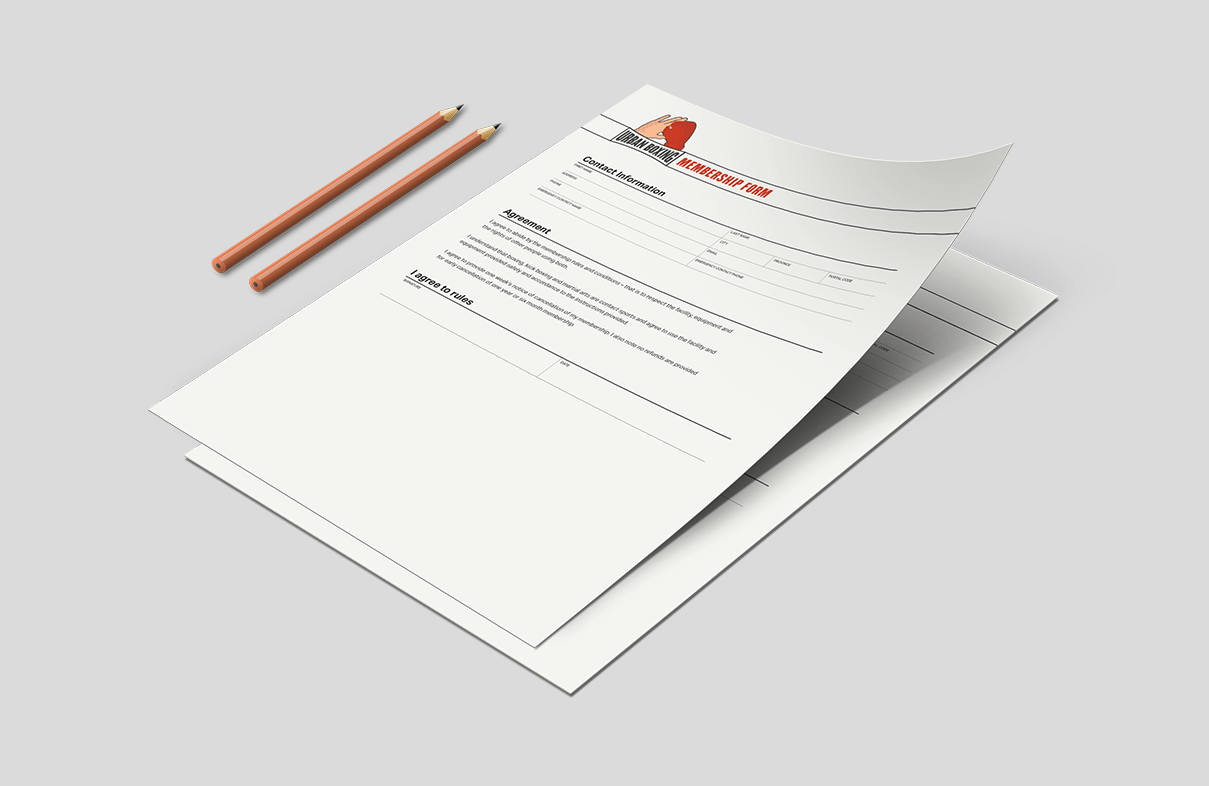 URBAN BOXING
MEMBERSHIP FORM
Contact Information
FIRST NAME
LAST NAME
ADDRESS
CITY
PROVINCE
POSTAL CODE
PHONE
EMAIL
EMERGENCY CONTACT NAME
EMERGENCY CONTACT PHONE
Agreement
I agree to abide by the membership rules and conditions – that is to respect the facility, equipment and
the rights of other people using both.
I understand that boxing, kick boxing and martial arts are contact sports and agree to use the facility and
equipment provided safely and accordance to the instructions provided.
I agree to provide one week's notice of cancellation of my membership. I also note no refunds are provided
for early cancellation of one year or six month membership
I agree to rules
SIGNATURE
DATE